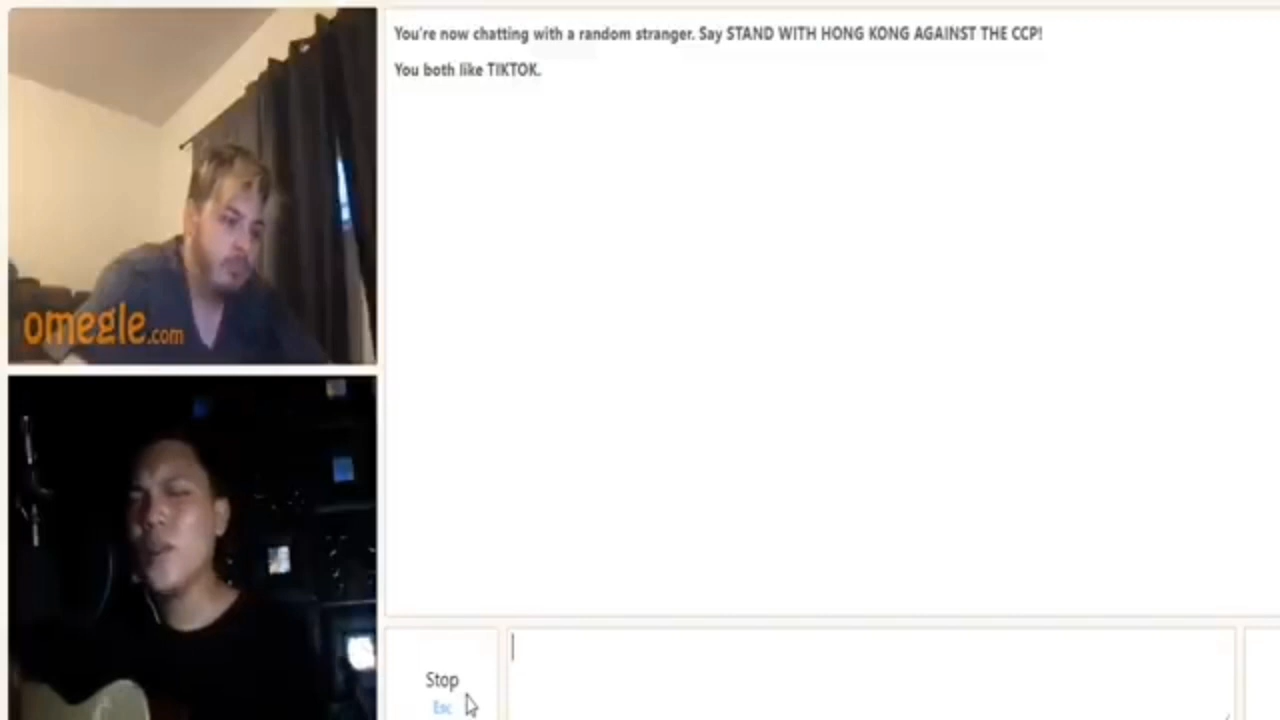 You're now chatting with a random stranger. Say STAND WITH HONG KONG AGAINST THE CCP!
You both like TIKTOK.
omegle.com
Stop
Esc